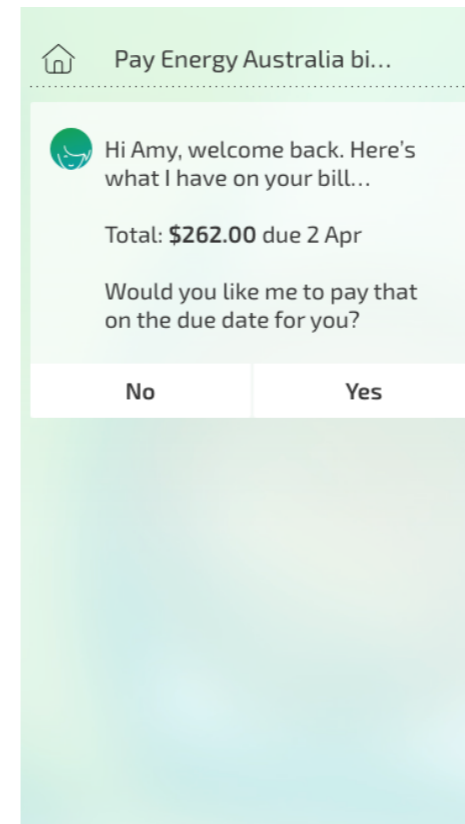 Pay Energy Australia bi...
Hi Amy, welcome back. Here's
what I have on your bill...
Total: $262.00 due 2 Apr
Would you like me to pay that
on the due date for you?
No
Yes